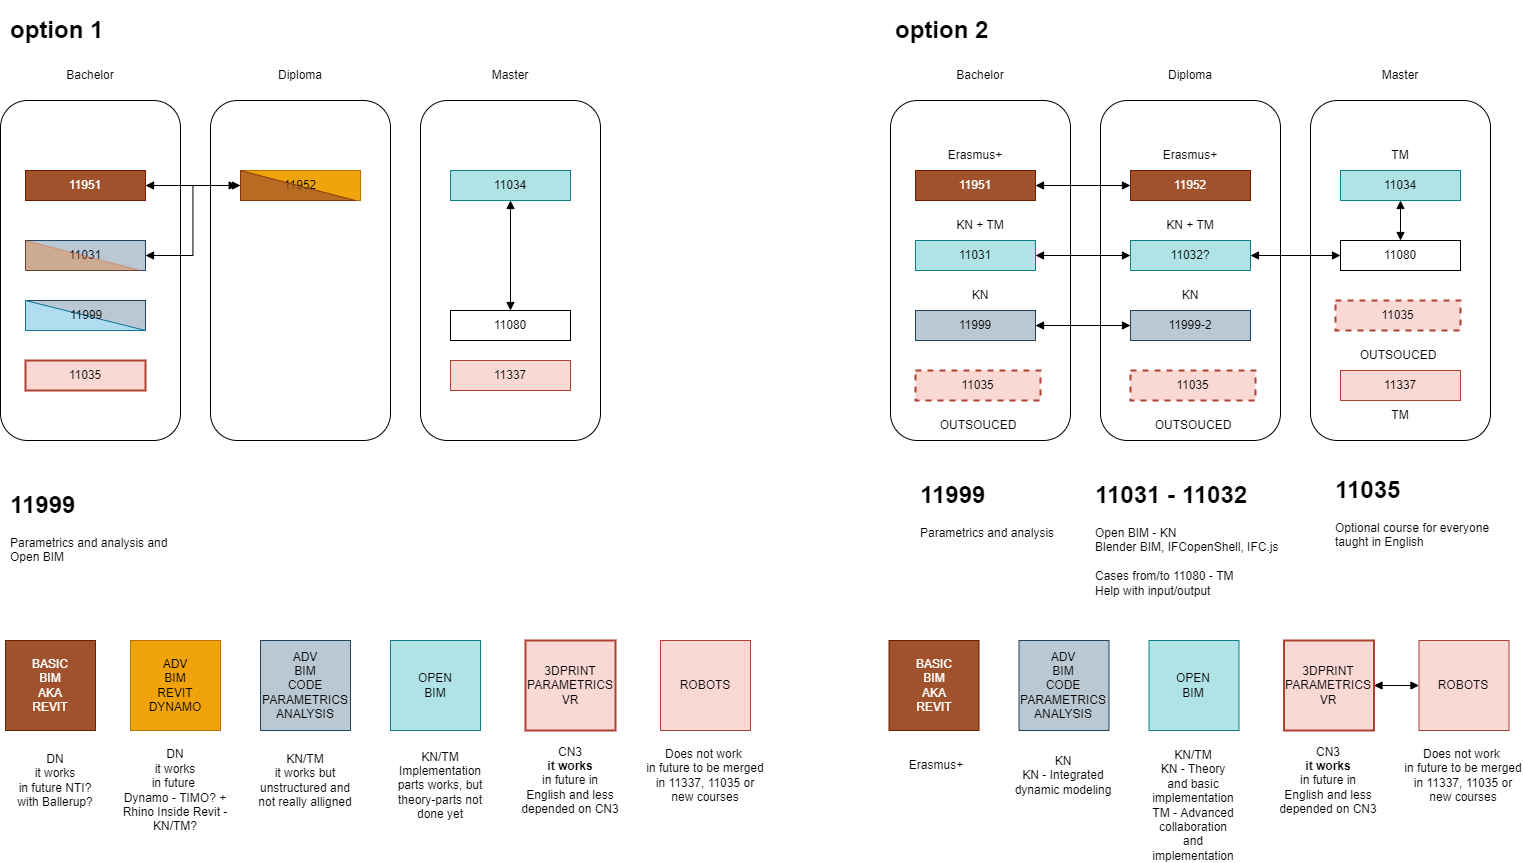 option 1
Bachelor
Diploma
Master
11951
11952
11034
11031
11999
11080
11035
11337
11999
Parametrics and analysis and
Open BIM
BASIC
BIM
AKA
REVIT
ADV
BIM
REVIT
DYNAMO
ADV
BIM
CODE
PARAMETRICS
ANALYSIS
OPEN
BIM
3DPRINT
PARAMETRICS
VR
ROBOTS
DN
it works
in future NTI?
with Ballerup?
DN
it works
in future
Dynamo - TIMO? +
Rhino Inside Revit -
KN/TM?
KN/TM
it works but
unstructured and
not really alligned
KN/TM
Implementation
parts works, but
theory-parts not
done yet
CN3
it works
in future in
English and less
depended on CN3
Does not work
in future to be merged
in 11337, 11035 or
new courses
option 2
Bachelor
Diploma
Master
Erasmus+
Erasmus+
TM
11951
11952
11034
KN + TM
KN + TM
11031
11032?
11080
KN
KN
11999
11999-2
11035
OUTSOUCED
11035
11035
11337
OUTSOUCED
OUTSOUCED
TM
11999
Parametrics and analysis
11031 - 11032
Open BIM - KN
Blender BIM, IFCopenShell, IFC.js
Cases from/to 11080 - TM
Help with input/output
11035
Optional course for everyone
taught in English
BASIC
BIM
AKA
REVIT
ADV
BIM
CODE
PARAMETRICS
ANALYSIS
OPEN
BIM
3DPRINT
PARAMETRICS
VR
ROBOTS
Erasmus+
KN
KN - Integrated
dynamic modeling
KN/TM
KN - Theory
and basic
implementation
TM - Advanced
collaboration
and
implementation
CN3
it works
in future in
English and less
depended on CN3
Does not work
in future to be merged
in 11337, 11035 or
new courses